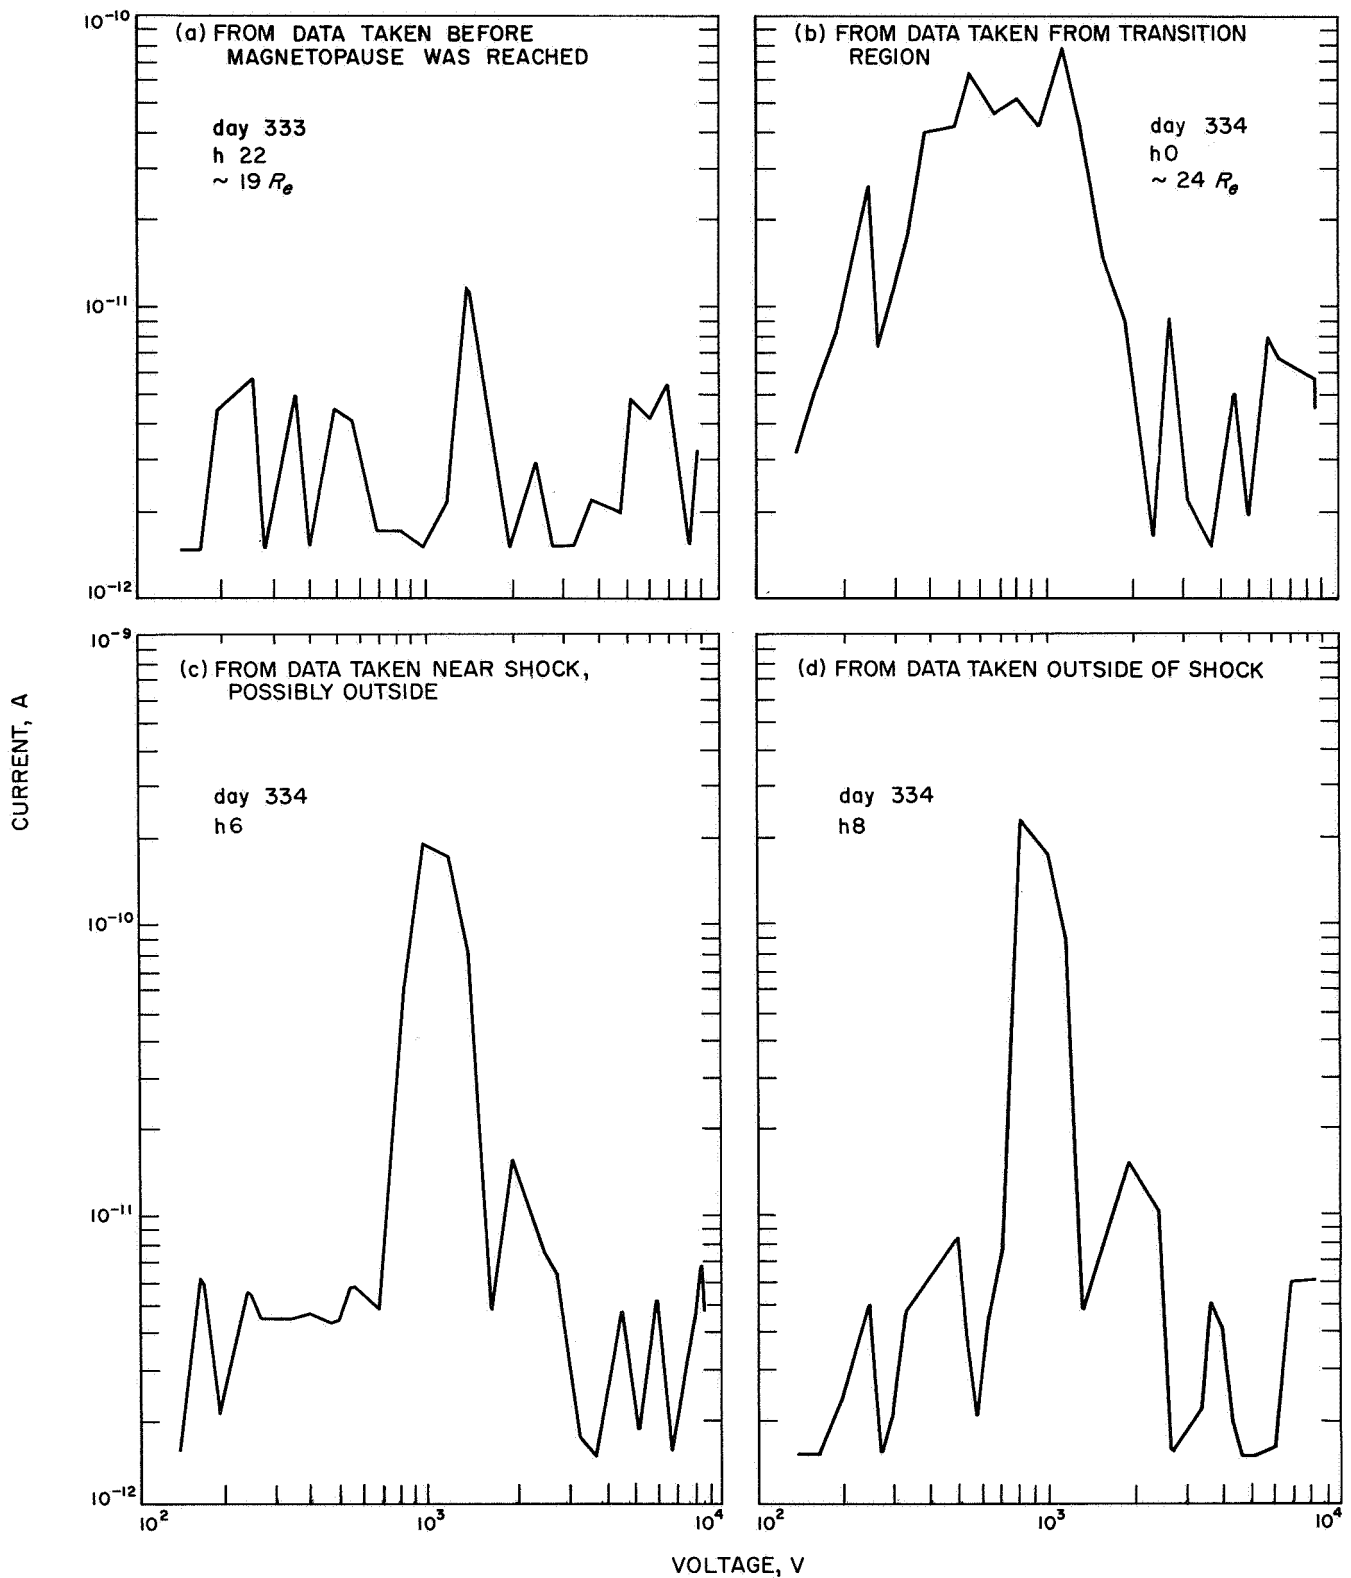 10⁻¹⁰
(a) FROM DATA TAKEN BEFORE
MAGNETOPAUSE WAS REACHED
day 333
h 22
~ 19 Rₑ
10⁻¹¹
10⁻¹²
(b) FROM DATA TAKEN FROM TRANSITION
REGION
day 334
h0
~ 24 Rₑ
10⁻⁹
(c) FROM DATA TAKEN NEAR SHOCK,
POSSIBLY OUTSIDE
day 334
h6
10⁻¹⁰
10⁻¹¹
10⁻¹²
10² 10³ 10⁴
(d) FROM DATA TAKEN OUTSIDE OF SHOCK
day 334
h8
10² 10³ 10⁴
CURRENT, A
VOLTAGE, V